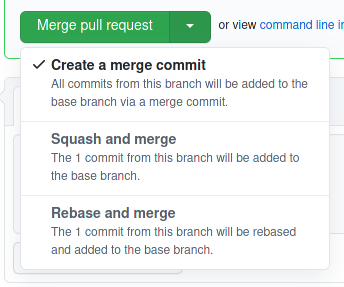 Merge pull request
or view command line in
Create a merge commit
All commits from this branch will be added to
the base branch via a merge commit.
Squash and merge
The 1 commit from this branch will be added to
the base branch.
Rebase and merge
The 1 commit from this branch will be rebased
and added to the base branch.